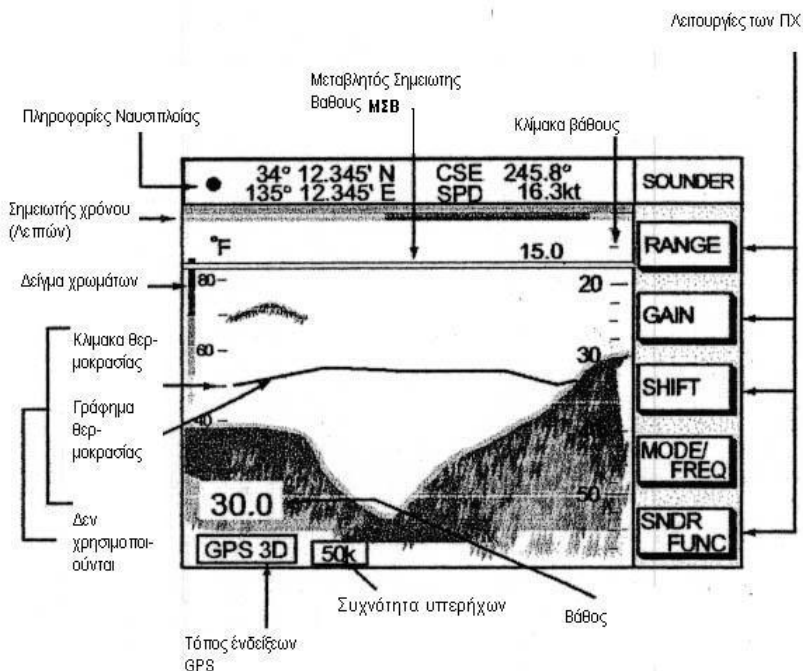 Λειτουργίες των ΠΧ
Μεταβλητός Σημειωτης
Βαθους ΜΣΒ
Κλίμακα βάθους
Πληροφορίες Ναυσιπλοίας
34° 12.345' N CSE 245.8°
135° 12.345' E SPD 16.3kt
SOUNDER
Σημειωτής χρόνου
(Λεπτών)
°F
15.0
RANGE
Δείγμα χρωμάτων
80
20
GAIN
Κλιμακα θερ-
μοκρασίας
60
30
SHIFT
Γράφημα
θερ-
μοκρασίας
40
MODE/
FREQ
50
30.0
Δεν
χρησιμοποι-
ούνται
SNDR
FUNC
GPS 3D
50k
Συχνότητα υπερήχων
Βάθος
Τόπος ένδείξεων
GPS